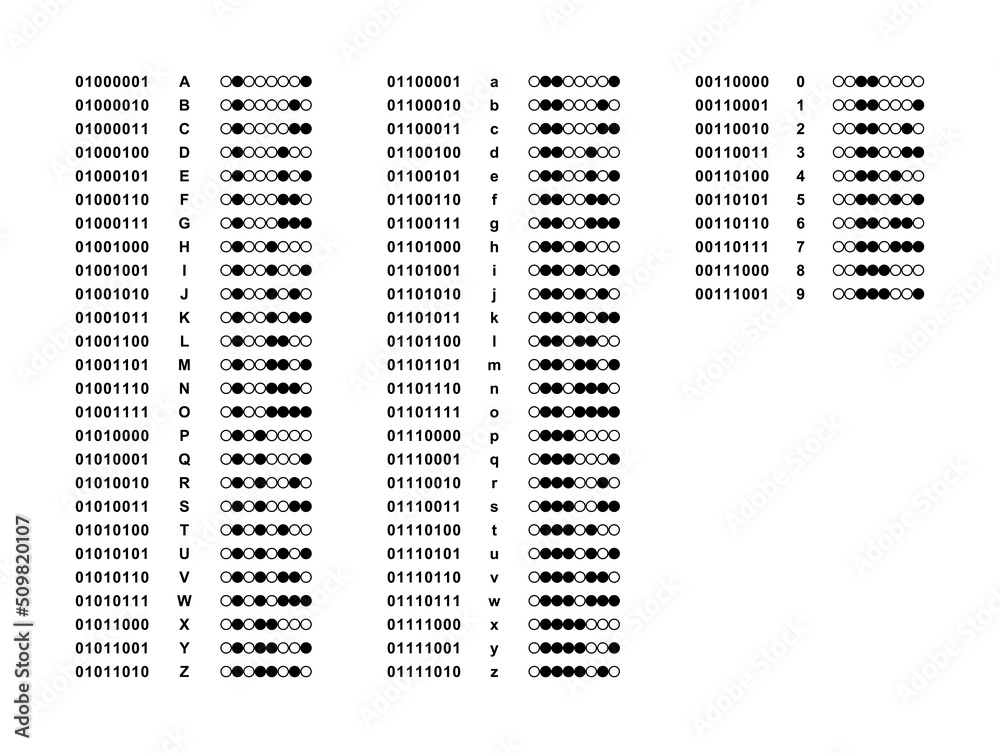 01000001 A ○●○○○○○● 01100001 a ○●●○○○○● 00110000 0 ○○●●○○○○
01000010 B ○●○○○○●○ 01100010 b ○●●○○○●○ 00110001 1 ○○●●○○○●
01000011 C ○●○○○○●● 01100011 c ○●●○○○●● 00110010 2 ○○●●○○●○
01000100 D ○●○○○●○○ 01100100 d ○●●○○●○○ 00110011 3 ○○●●○○●●
01000101 E ○●○○○●○● 01100101 e ○●●○○●○● 00110100 4 ○○●●○●○○
01000110 F ○●○○○●●○ 01100110 f ○●●○○●●○ 00110101 5 ○○●●○●○●
01000111 G ○●○○○●●● 01100111 g ○●●○○●●● 00110110 6 ○○●●○●●○
01001000 H ○●○○●○○○ 01101000 h ○●●○●○○○ 00110111 7 ○○●●○●●●
01001001 I ○●○○●○○● 01101001 i ○●●○●○○● 00111000 8 ○○●●●○○○
01001010 J ○●○○●○●○ 01101010 j ○●●○●○●○ 00111001 9 ○○●●●○○●
01001011 K ○●○○●○●● 01101011 k ○●●○●○●●
01001100 L ○●○○●●○○ 01101100 l ○●●○●●○○
01001101 M ○●○○●●○● 01101101 m ○●●○●●○●
01001110 N ○●○○●●●○ 01101110 n ○●●○●●●○
01001111 O ○●○○●●●● 01101111 o ○●●○●●●●
01010000 P ○●○●○○○○ 01110000 p ○●●●○○○○
01010001 Q ○●○●○○○● 01110001 q ○●●●○○○●
01010010 R ○●○●○○●○ 01110010 r ○●●●○○●○
01010011 S ○●○●○○●● 01110011 s ○●●●○○●●
01010100 T ○●○●○●○○ 01110100 t ○●●●○●○○
01010101 U ○●○●○●○● 01110101 u ○●●●○●○●
01010110 V ○●○●○●●○ 01110110 v ○●●●○●●○
01010111 W ○●○●○●●● 01110111 w ○●●●○●●●
01011000 X ○●○●●○○○ 01111000 x ○●●●●○○○
01011001 Y ○●○●●○○● 01111001 y ○●●●●○○●
01011010 Z ○●○●●○●○ 01111010 z ○●●●●○●○
Adobe Stock | #509820107